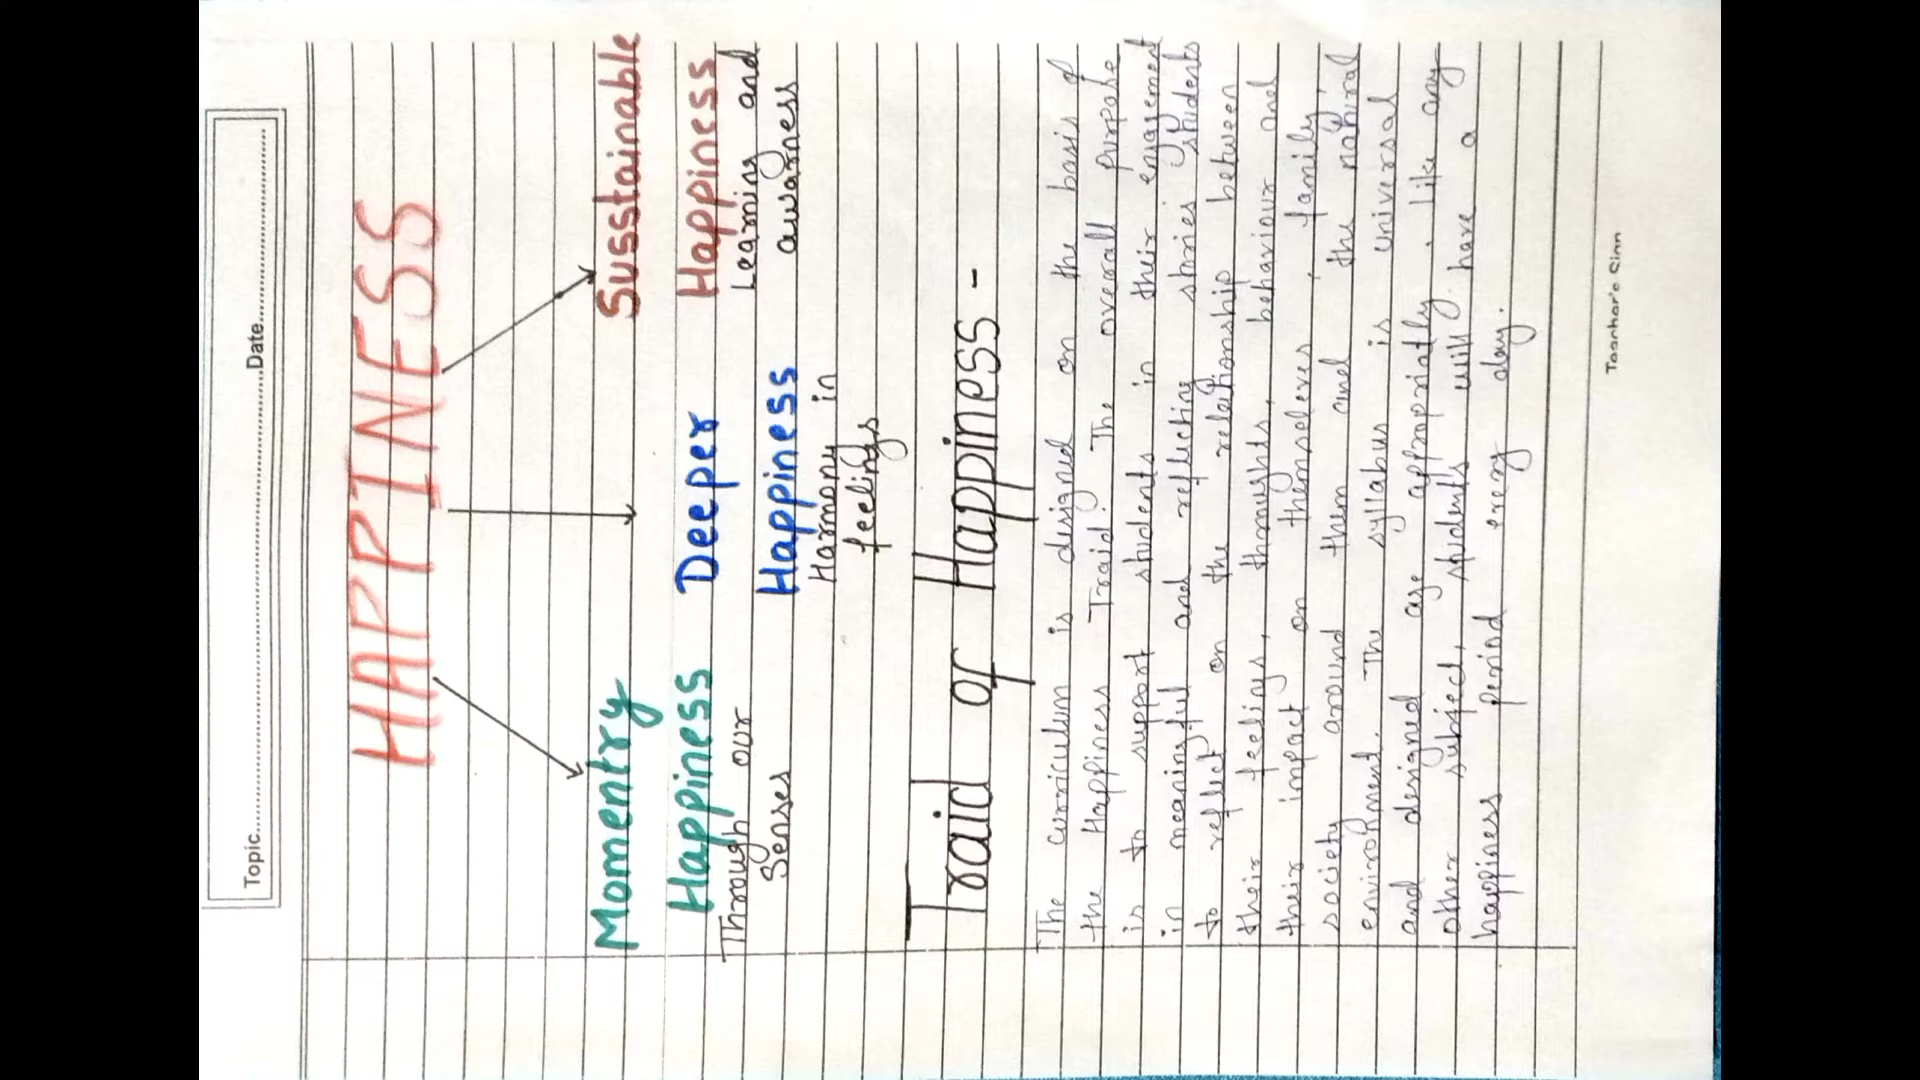 Topic....................Date....................
HAPPINESS
Momentry
Happiness
Through our
Senses
Deeper
Happiness
Harmony in
feelings
Susstainable
Happiness
Learning and
awarness
Traid of Happiness -
The curriculum is designed on the basis of
the Happiness Traid. The overall purpose
is to support students in their engagement
in meaningful and reflecting stories students
to reflect on the relationship between
their feelings, thoughts, behaviour and
their impact on themselves, family,
society around them and the natural
environment. The syllabus is universal
and designed age appropriatly. Like any
other subject, students will have a
happiness period every day.
Teacher's Sign